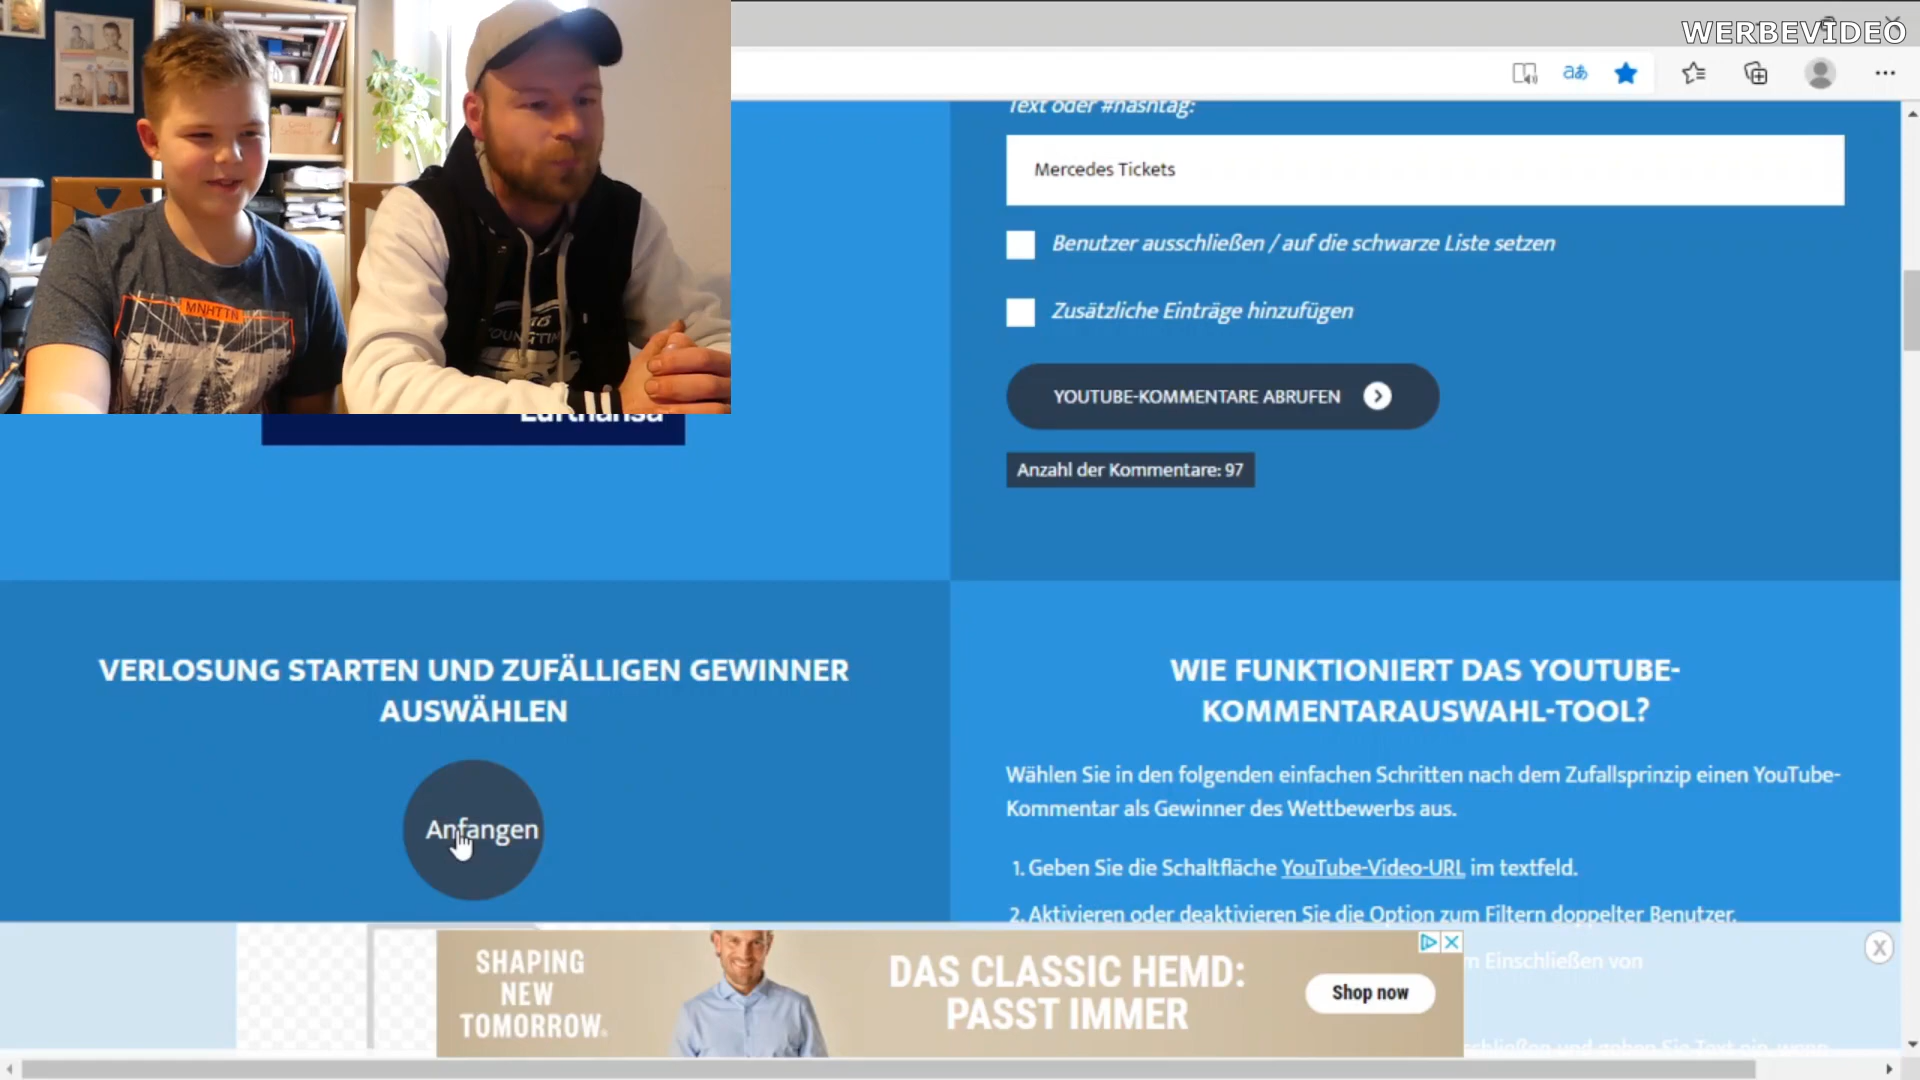 WERBEVIDEO
Text oder #hashtag:
Mercedes Tickets
Benutzer ausschließen / auf die schwarze Liste setzen
Zusätzliche Einträge hinzufügen
YOUTUBE-KOMMENTARE ABRUFEN
Anzahl der Kommentare: 97
MNHTTN
Lufthansa
VERLOSUNG STARTEN UND ZUFÄLLIGEN GEWINNER
AUSWÄHLEN
Anfangen
WIE FUNKTIONIERT DAS YOUTUBE-
KOMMENTARAUSWAHL-TOOL?
Wählen Sie in den folgenden einfachen Schritten nach dem Zufallsprinzip einen YouTube-
Kommentar als Gewinner des Wettbewerbs aus.
1. Geben Sie die Schaltfläche YouTube-Video-URL im textfeld.
2. Aktivieren oder deaktivieren Sie die Option zum Filtern doppelter Benutzer.
Einschließen von
SHAPING
NEW
TOMORROW.
DAS CLASSIC HEMD:
PASST IMMER
Shop now
X